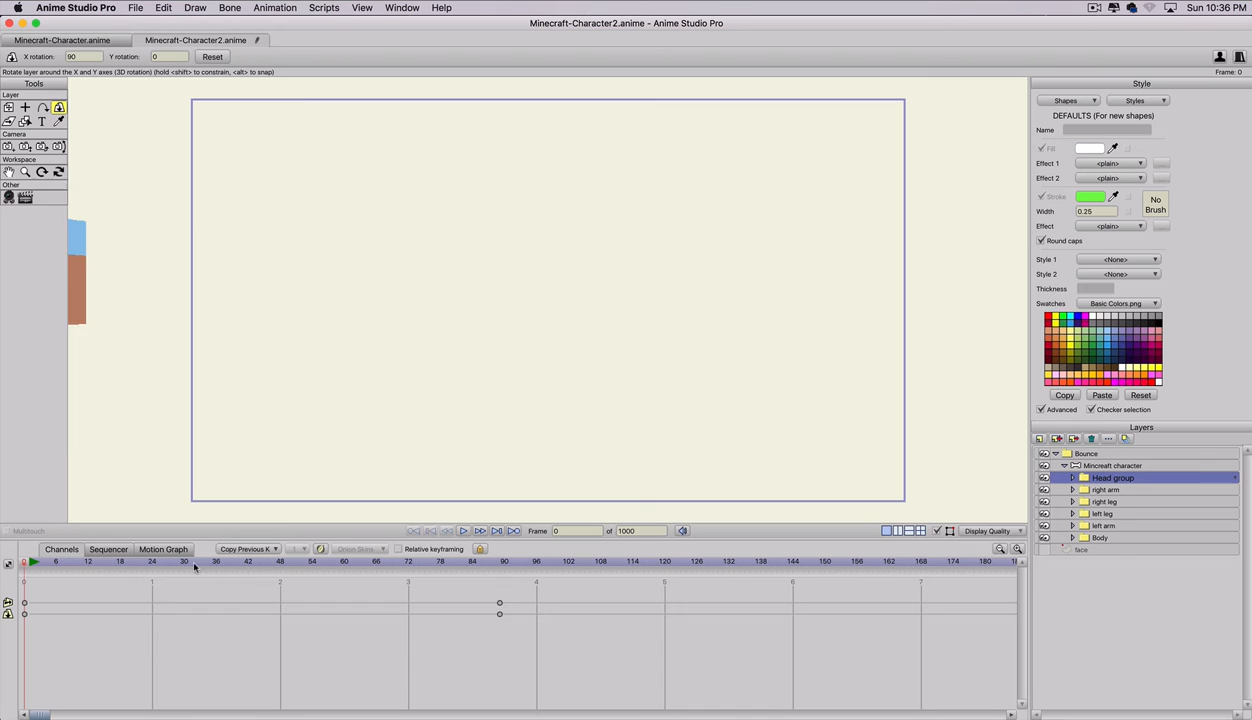 Anime Studio Pro File Edit Draw Bone Animation Scripts View Window Help Sun 10:36 PM
Minecraft-Character2.anime - Anime Studio Pro
Minecraft-Character.anime Minecraft-Character2.anime
X rotation: 90 Y rotation: 0 Reset
Rotate layer around the X and Y axes (3D rotation) (hold <shift> to constrain, <alt> to snap) Frame: 0
Tools
Layer
Camera
Workspace
Other
Style
Shapes Styles
DEFAULTS (For new shapes)
Name
Fill
Effect 1 <plain>
Effect 2 <plain>
Stroke
No
Brush
Width 0.25
Effect <plain>
Round caps
Style 1 <None>
Style 2 <None>
Thickness
Swatches Basic Colors.png
Copy Paste Reset
Advanced Checker selection
Layers
Bounce
Mincreaft character
Head group
right arm
right leg
left leg
left arm
Body
face
Multitouch Frame 0 of 1000 Display Quality
Channels Sequencer Motion Graph Copy Previous K 1 Onion Skins Relative keyframing
6 12 18 24 30 36 42 48 54 60 66 72 78 84 90 96 102 108 114 120 126 132 138 144 150 156 162 168 174 180 18
0 1 2 3 4 5 6 7